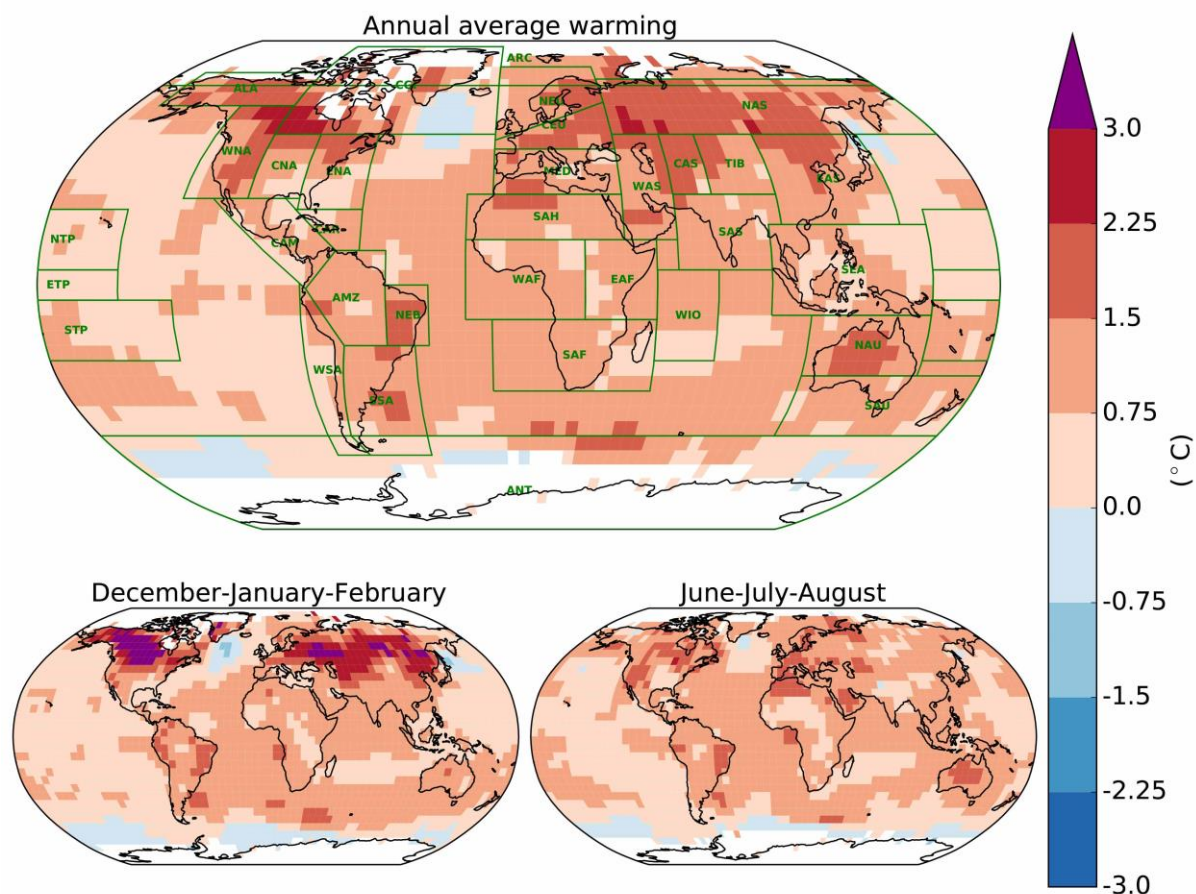 Annual average warming
ARC
CGI
ALA
NEU
NAS
CEU
WNA
CNA
ENA
MED
CAS
TIB
EAS
WAS
SAH
SAS
NTP
CAM
CAR
SEA
ETP
AMZ
WAF
EAF
STP
NEB
WIO
NAU
WSA
SAF
SSA
SAU
ANT
3.0
2.25
1.5
0.75
0.0
-0.75
-1.5
-2.25
-3.0
(°C)
December-January-February
June-July-August